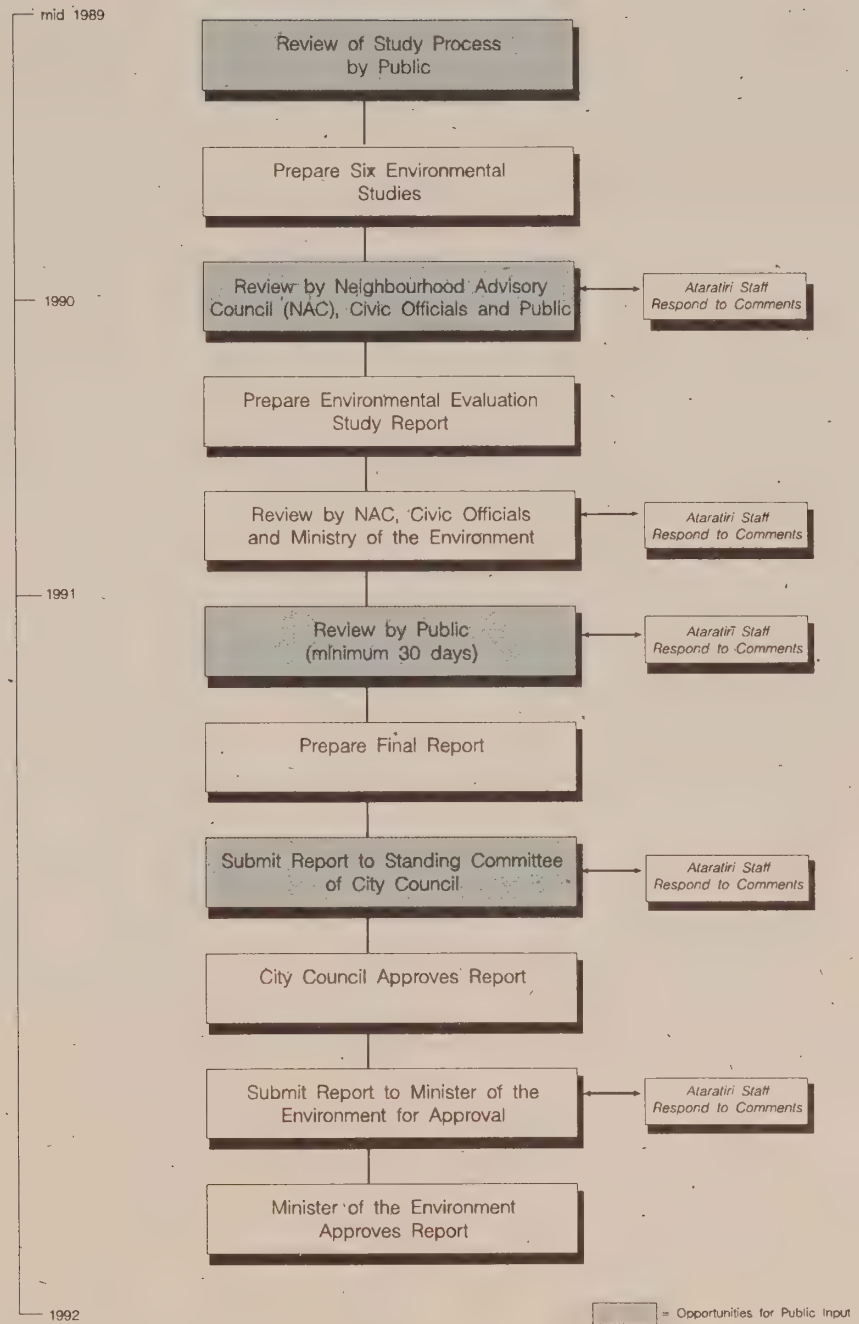 mid 1989
Review of Study Process
by Public
Prepare Six Environmental
Studies
1990
Review by Neighbourhood Advisory
Council (NAC), Civic Officials and Public
Ataratiri Staff
Respond to Comments
Prepare Environmental Evaluation
Study Report
Review by NAC, Civic Officials
and Ministry of the Environment
Ataratiri Staff
Respond to Comments
1991
Review by Public
(minimum 30 days)
Ataratiri Staff
Respond to Comments
Prepare Final Report
Submit Report to Standing Committee
of City Council
Ataratiri Staff
Respond to Comments
City Council Approves Report
Submit Report to Minister of the
Environment for Approval
Ataratiri Staff
Respond to Comments
Minister of the Environment
Approves Report
1992
= Opportunities for Public Input